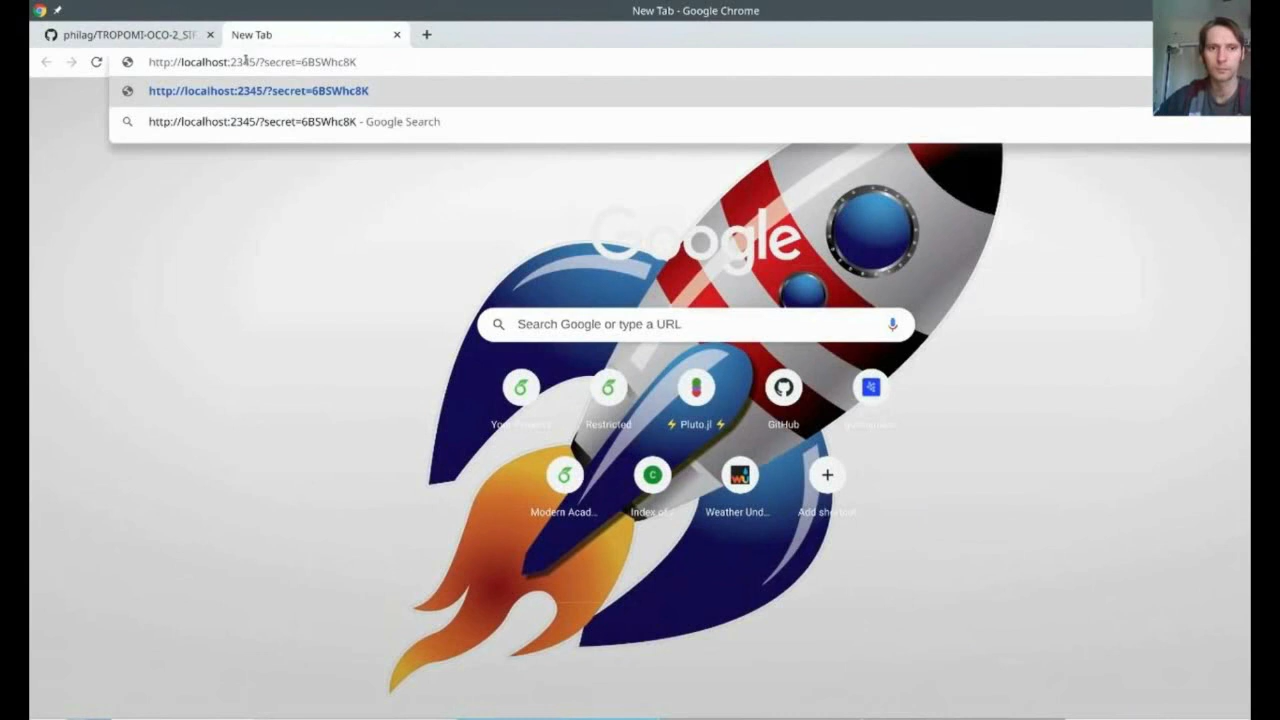 New Tab - Google Chrome
philag/TROPOMI-OCO-2_SIF
New Tab
http://localhost:2345/?secret=6BSWhc8K
http://localhost:2345/?secret=6BSWhc8K
http://localhost:2345/?secret=6BSWhc8K - Google Search
Google
Search Google or type a URL
Restricted
⚡ Pluto.jl ⚡
GitHub
Modern Acad...
Index of
Weather Und...
Add shortcut